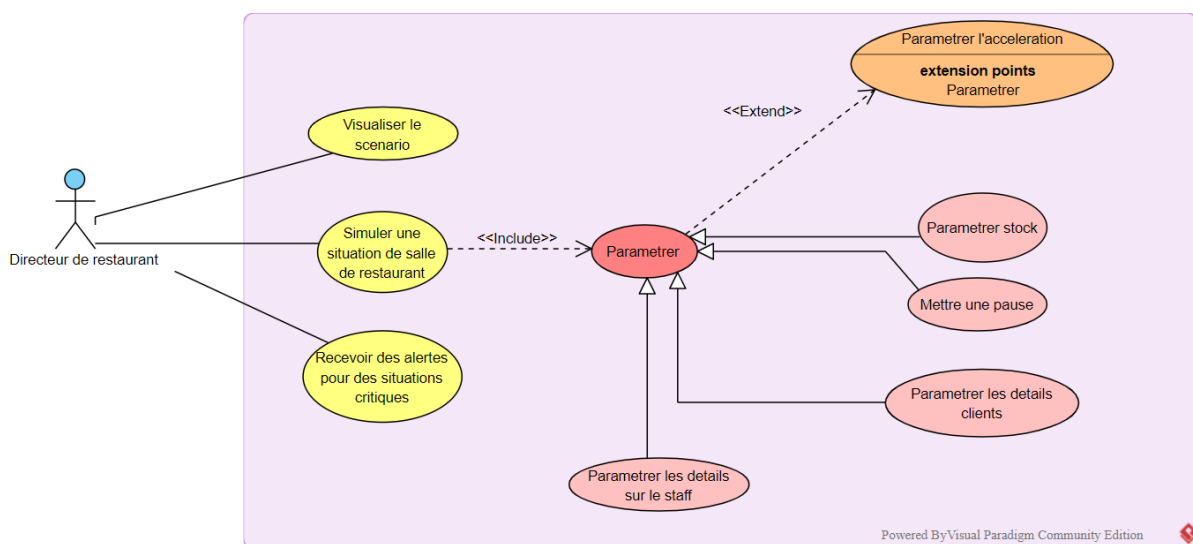 Parametrer l'acceleration
extension points
Parametrer
<<Extend>>
Visualiser le
scenario
Directeur de restaurant
Simuler une
situation de salle
de restaurant
<<Include>>
Parametrer
Parametrer stock
Mettre une pause
Recevoir des alertes
pour des situations
critiques
Parametrer les details
clients
Parametrer les details
sur le staff
Powered ByVisual Paradigm Community Edition